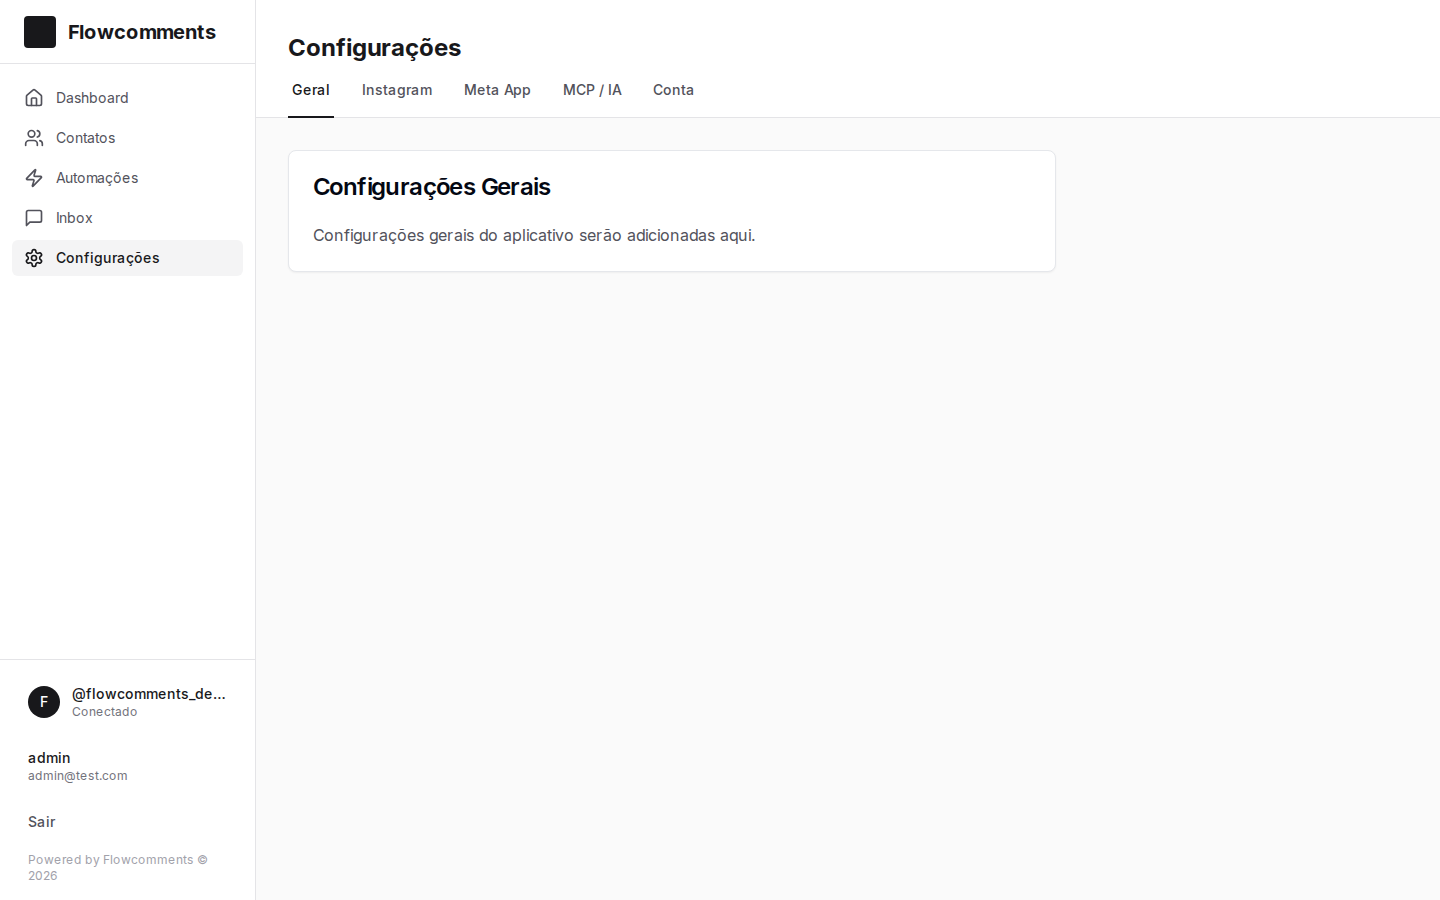 Flowcomments
Dashboard
Contatos
Automações
Inbox
Configurações
F
@flowcomments_de...
Conectado
admin
admin@test.com
Sair
Powered by Flowcomments ©
2026
Configurações
Geral Instagram Meta App MCP / IA Conta
Configurações Gerais
Configurações gerais do aplicativo serão adicionadas aqui.